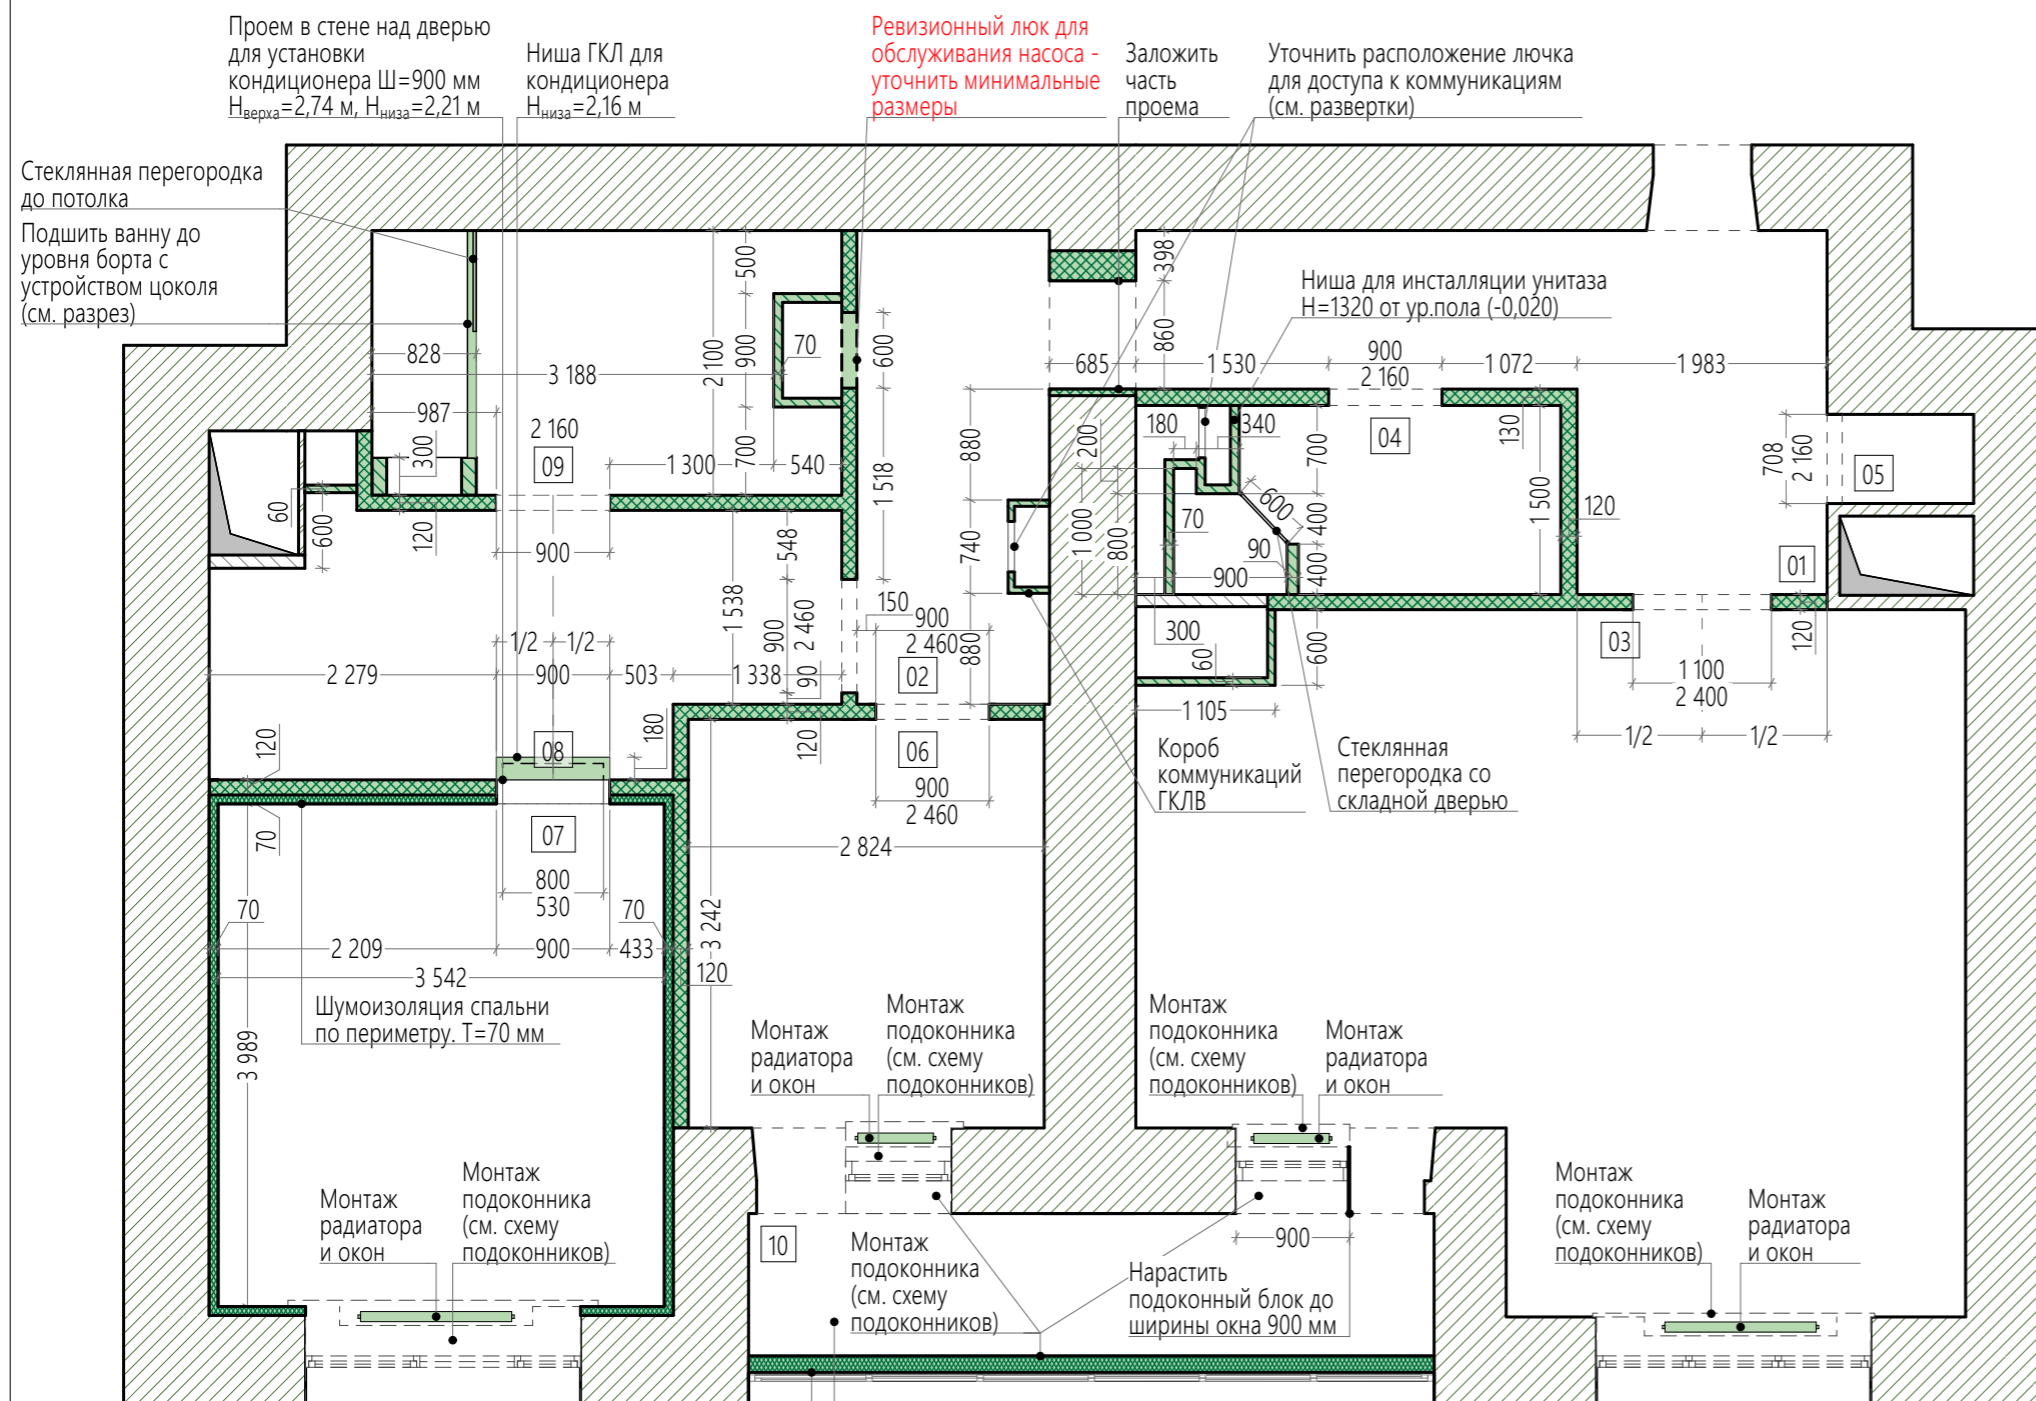 Проем в стене над дверью
для установки
кондиционера Ш=900 мм
Hверха=2,74 м, Hниза=2,21 м
Ниша ГКЛ для
кондиционера
Hниза=2,16 м
Ревизионный люк для
обслуживания насоса -
уточнить минимальные
размеры
Заложить
часть
проема
Уточнить расположение лючка
для доступа к коммуникациям
(см. развертки)
Стеклянная перегородка
до потолка
Подшить ванну до
уровня борта с
устройством цоколя
(см. разрез)
Ниша для инсталляции унитаза
H=1320 от ур.пола (-0,020)
828
3 188
987
2 160
09
300
60
600
120
900
1 300
540
2 100
500
900
700
70
600
1 518
880
740
880
398
860
685
1 530
900
2 160
1 072
1 983
180
340
200
1 000
800
70
600
700
400
400
90
900
04
130
1 500
120
708
2 160
05
01
120
03
1 100
2 400
1/2
1/2
300
60
600
1 105
548
1 538
900
2 460
90
150
900
2 460
02
1/2
1/2
2 279
900
503
1 338
180
120
08
120
06
900
2 460
Короб
коммуникаций
ГКЛВ
Стеклянная
перегородка со
складной дверью
70
07
800
530
2 824
3 242
70
70
2 209
900
433
3 542
120
3 989
Шумоизоляция спальни
по периметру. Т=70 мм
Монтаж
радиатора
и окон
Монтаж
подоконника
(см. схему
подоконников)
Монтаж
подоконника
(см. схему
подоконников)
Монтаж
радиатора
и окон
Монтаж
радиатора
и окон
Монтаж
подоконника
(см. схему
подоконников)
10
Монтаж
подоконника
(см. схему
подоконников)
900
Нарастить
подоконный блок до
ширины окна 900 мм
Монтаж
подоконника
(см. схему
подоконников)
Монтаж
радиатора
и окон